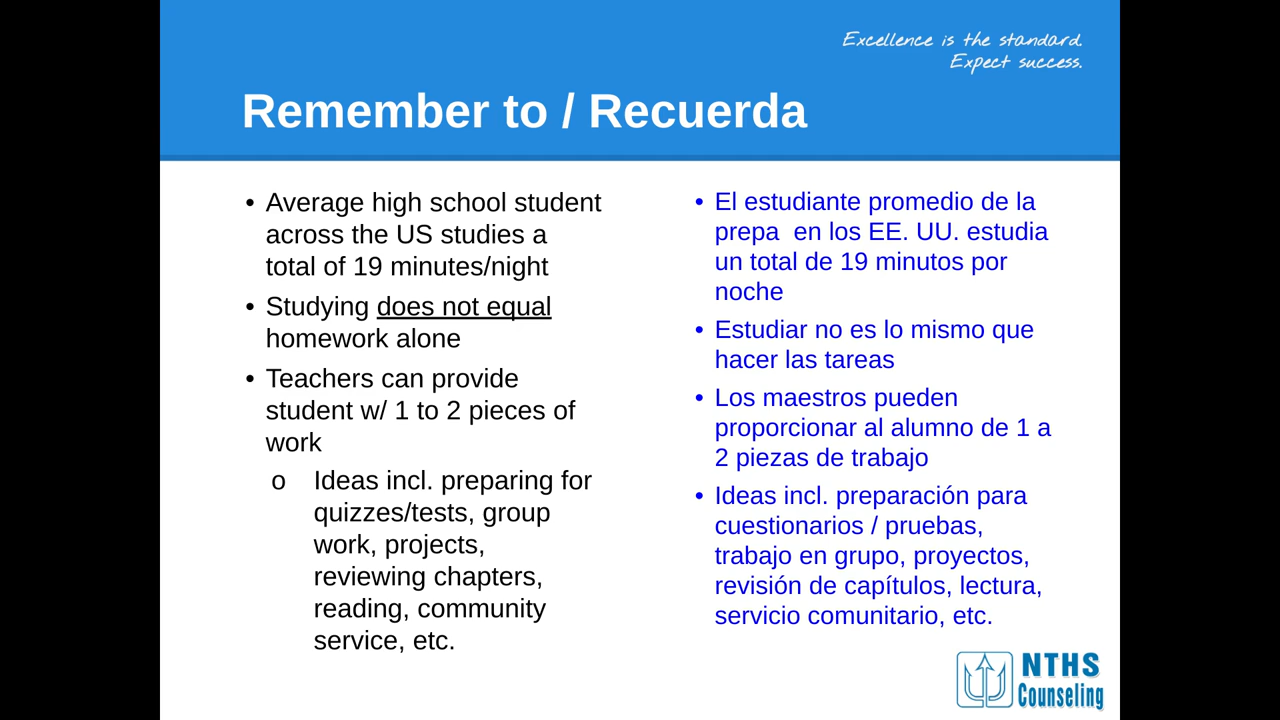 Excellence is the standard.
Expect success.
Remember to / Recuerda
• Average high school student
across the US studies a
total of 19 minutes/night
• Studying does not equal
homework alone
• Teachers can provide
student w/ 1 to 2 pieces of
work
o Ideas incl. preparing for
quizzes/tests, group
work, projects,
reviewing chapters,
reading, community
service, etc.
• El estudiante promedio de la
prepa  en los EE. UU. estudia
un total de 19 minutos por
noche
• Estudiar no es lo mismo que
hacer las tareas
• Los maestros pueden
proporcionar al alumno de 1 a
2 piezas de trabajo
• Ideas incl. preparación para
cuestionarios / pruebas,
trabajo en grupo, proyectos,
revisión de capítulos, lectura,
servicio comunitario, etc.
NTHS
Counseling